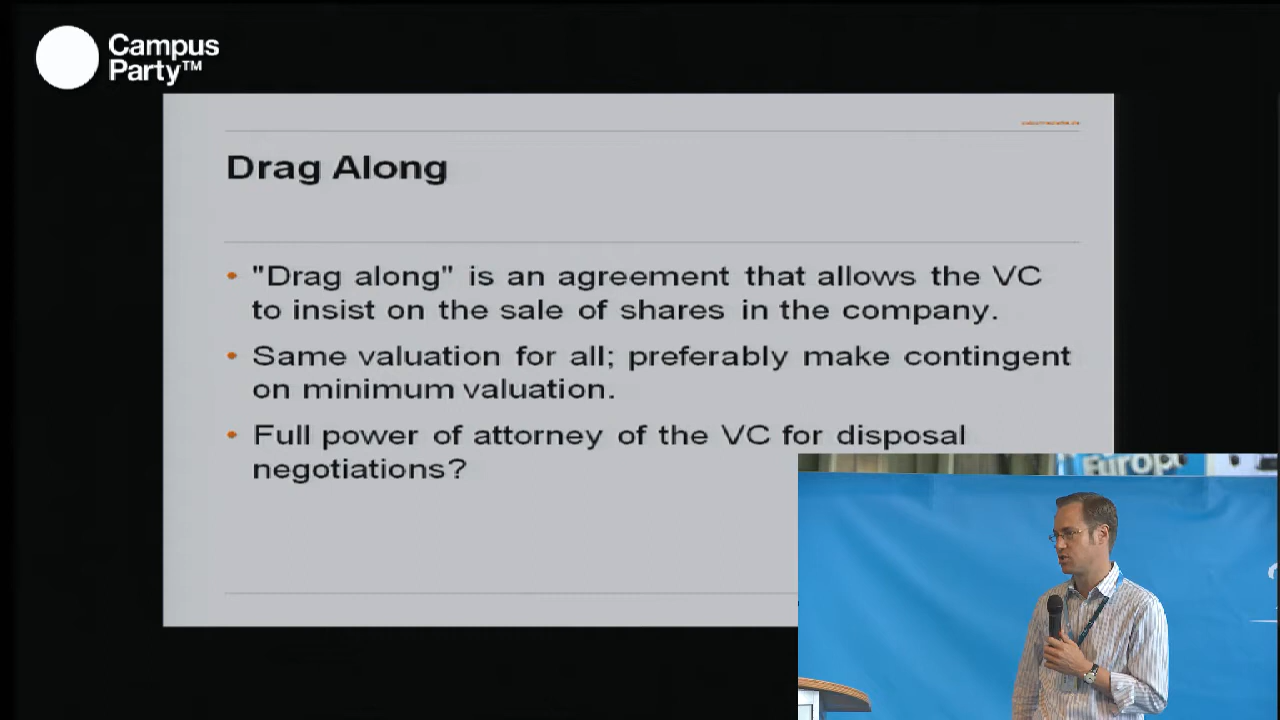 Campus
Party™
Drag Along
• "Drag along" is an agreement that allows the VC
to insist on the sale of shares in the company.
• Same valuation for all; preferably make contingent
on minimum valuation.
• Full power of attorney of the VC for disposal
negotiations?
Europ